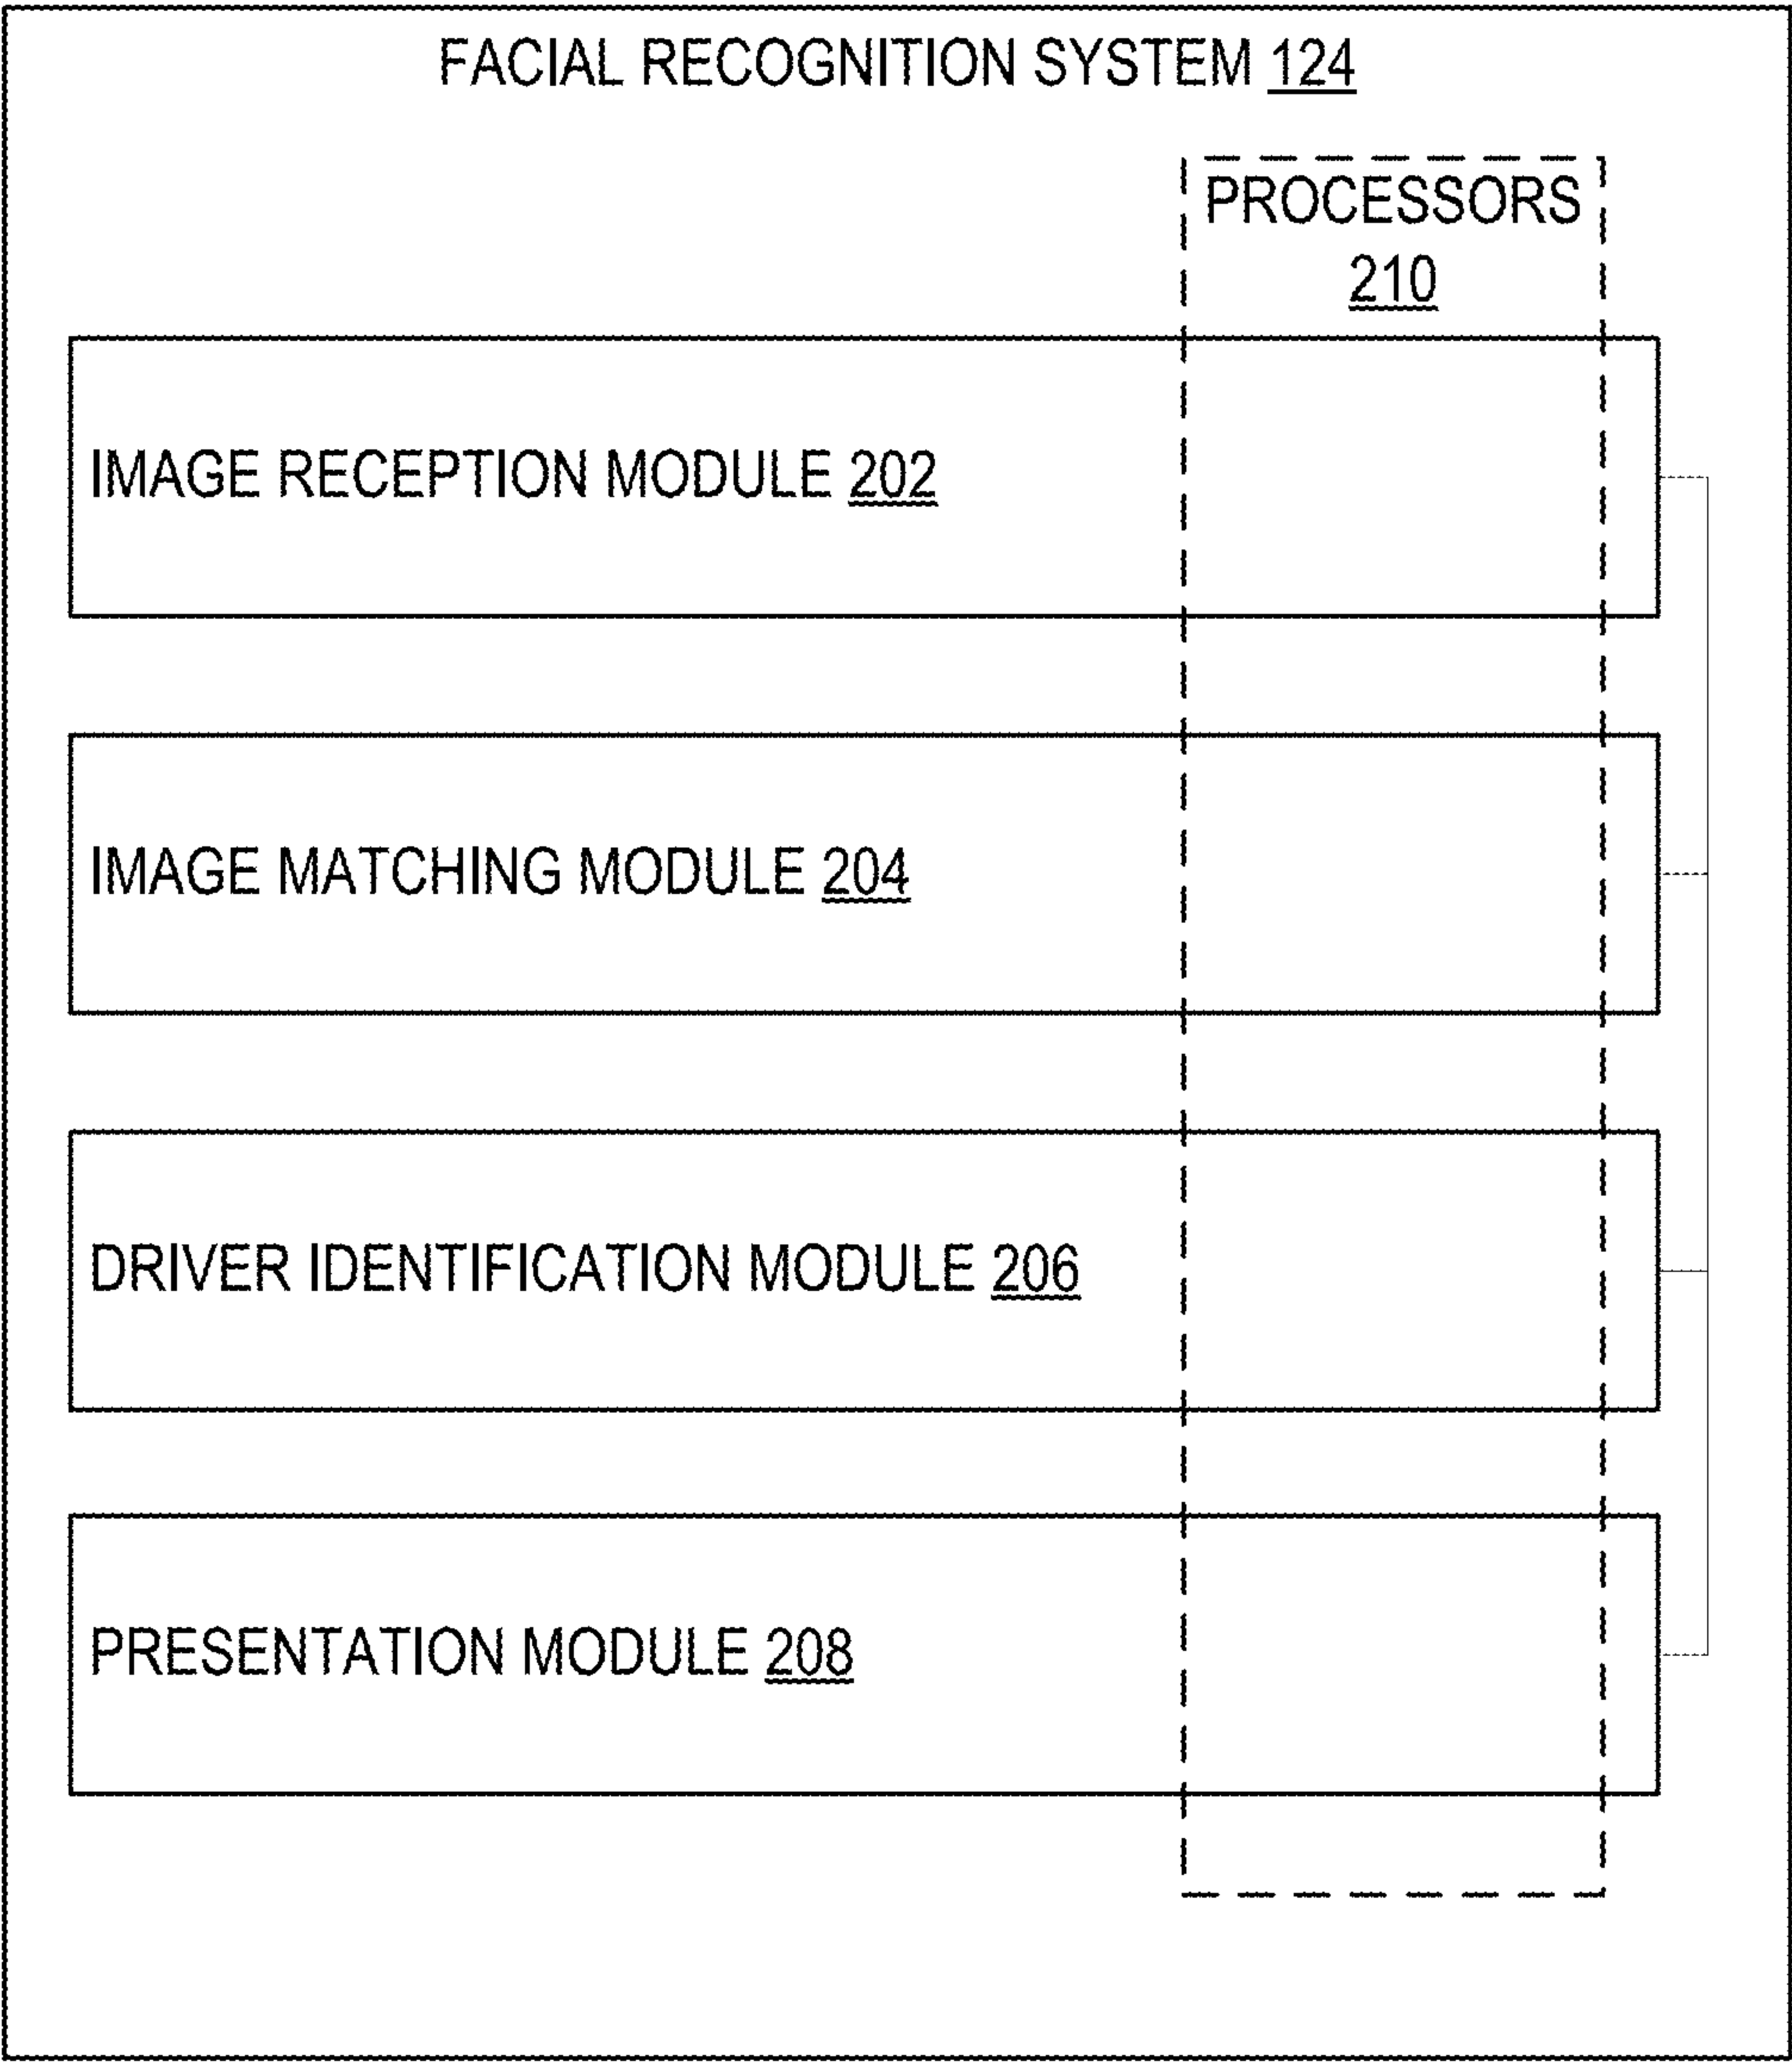 FACIAL RECOGNITION SYSTEM 124
PROCESSORS
210
IMAGE RECEPTION MODULE 202
IMAGE MATCHING MODULE 204
DRIVER IDENTIFICATION MODULE 206
PRESENTATION MODULE 208